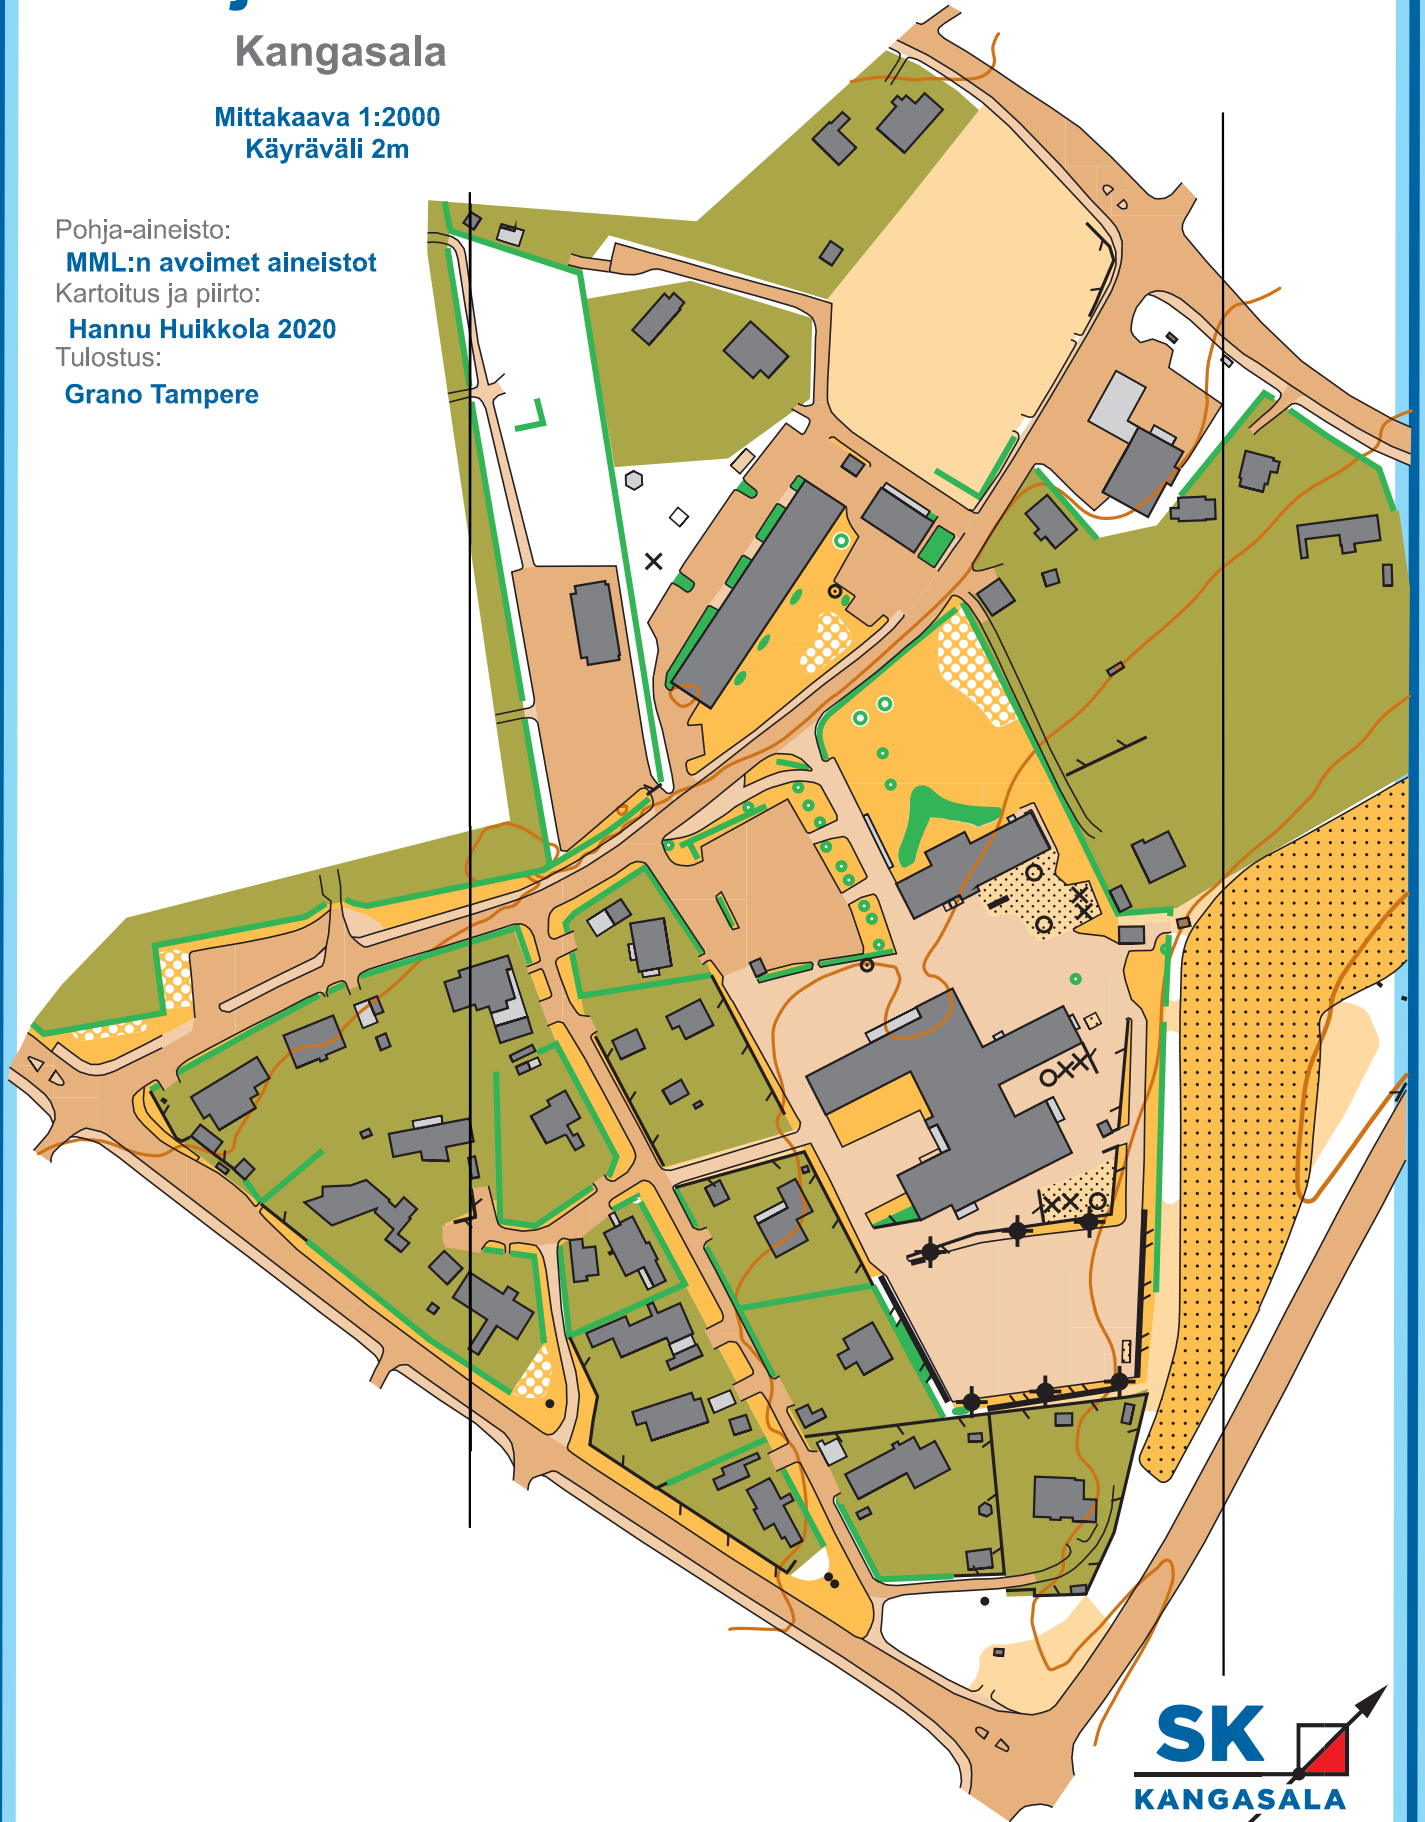 Kangasala
Mittakaava 1:2000
Käyräväli 2m
Pohja-aineisto:
MML:n avoimet aineistot
Kartoitus ja piirto:
Hannu Huikkola 2020
Tulostus:
Grano Tampere
SK
KANGASALA